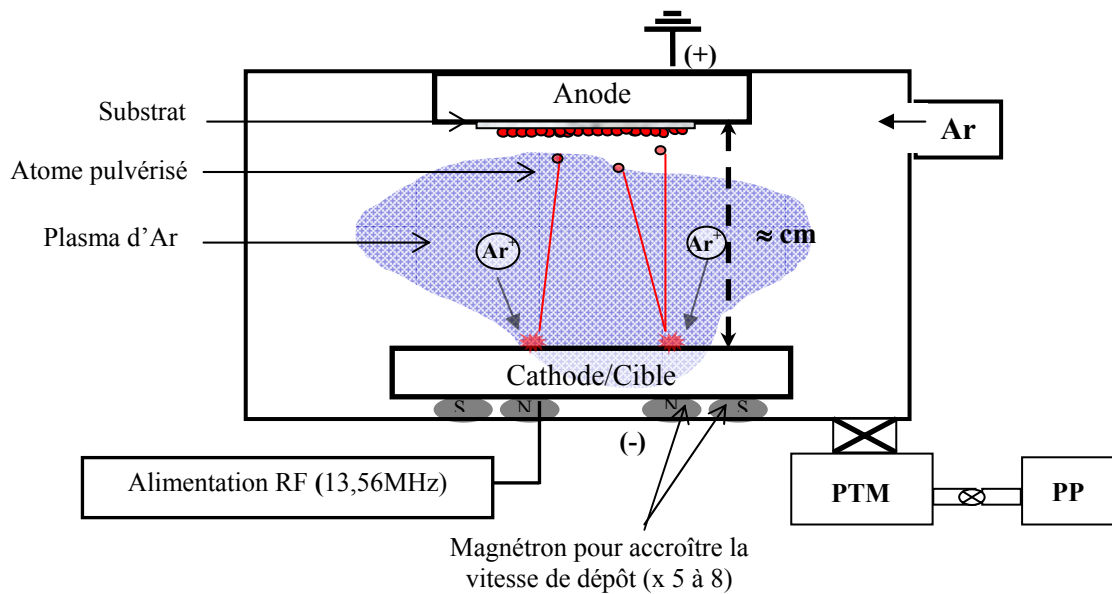 (+)
Anode
Substrat
Ar
Atome pulvérisé
Plasma d’Ar
Ar+
Ar+
≈ cm
Cathode/Cible
S N N S
(-)
Alimentation RF (13,56MHz)
PTM
PP
Magnétron pour accroître la
vitesse de dépôt (x 5 à 8)